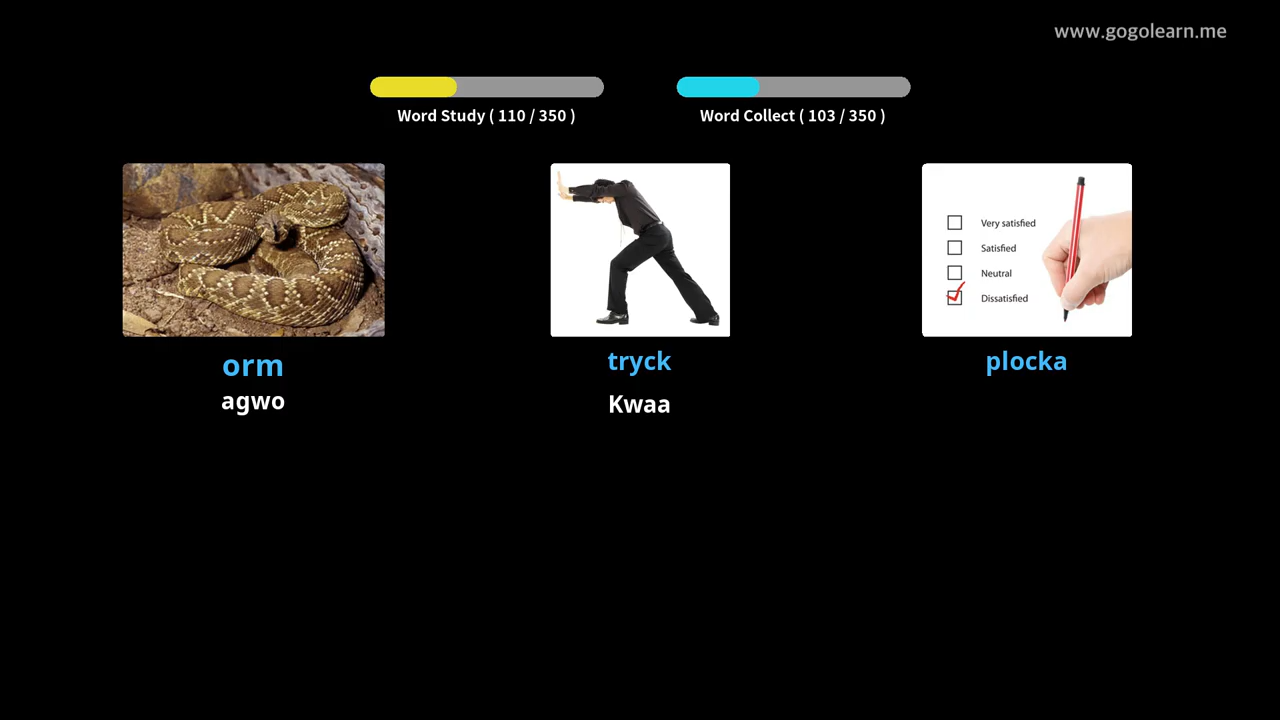 www.gogolearn.me
Word Study ( 110 / 350 )
Word Collect ( 103 / 350 )
Very satisfied
Satisfied
Neutral
Dissatisfied
orm
agwo
tryck
Kwaa
plocka